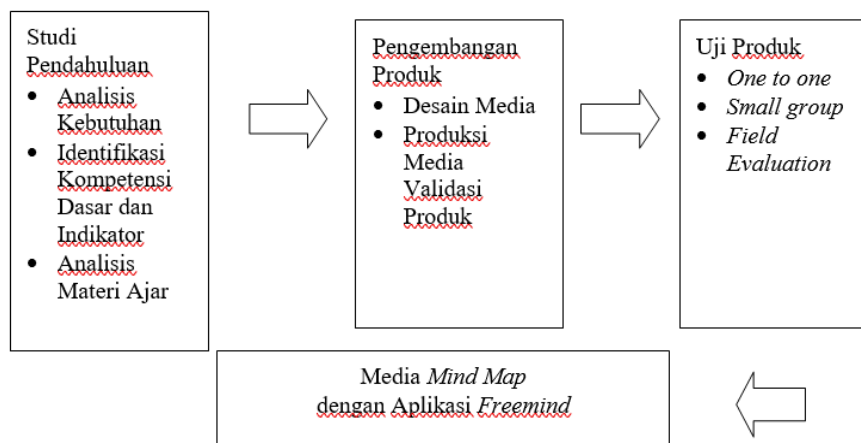 Studi
Pendahuluan
• Analisis
Kebutuhan
• Identifikasi
Kompetensi
Dasar dan
Indikator
• Analisis
Materi Ajar
Pengembangan
Produk
• Desain Media
• Produksi
Media
Validasi
Produk
Uji Produk
• One to one
• Small group
• Field
Evaluation
Media Mind Map
dengan Aplikasi Freemind